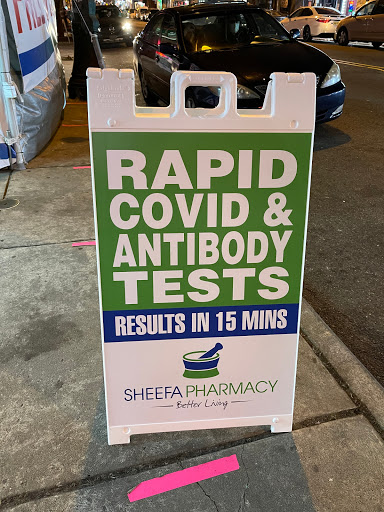 RAPID
COVID &
ANTIBODY
TESTS
RESULTS IN 15 MINS
SHEEFA PHARMACY
Better Living